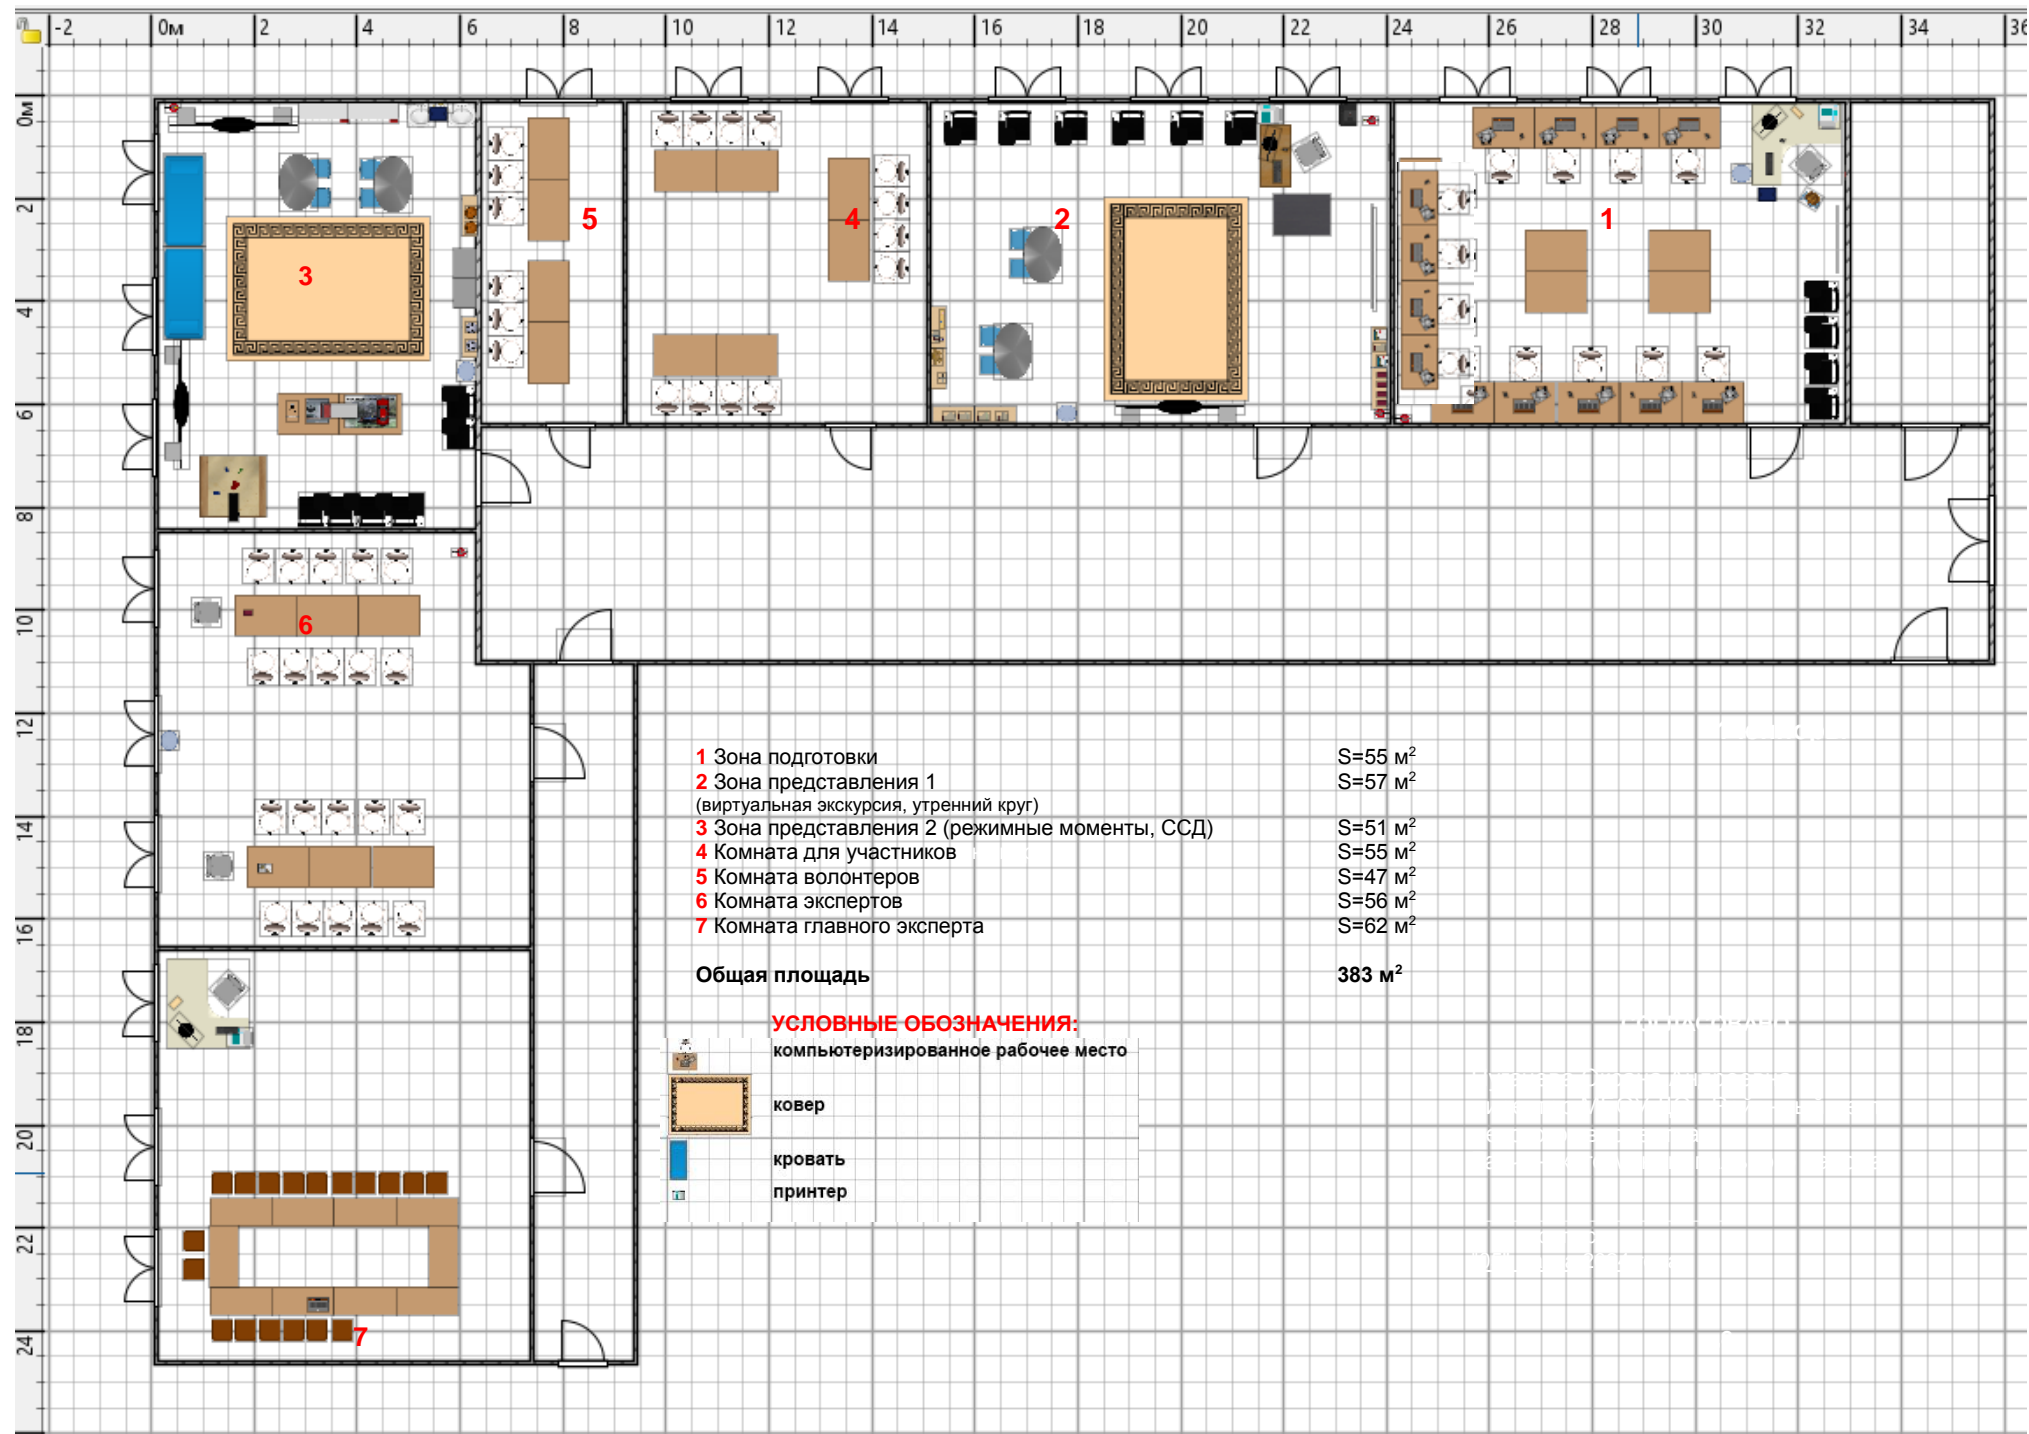 -2 0м 2 4 6 8 10 12 14 16 18 20 22 24 26 28 30 32 34 36
0м
2
4
6
8
10
12
14
16
18
20
22
24
5
4
2
1
3
6
7
1 Зона подготовки S=55 м²
2 Зона представления 1 S=57 м²
(виртуальная экскурсия, утренний круг)
3 Зона представления 2 (режимные моменты, ССД) S=51 м²
4 Комната для участников S=55 м²
5 Комната волонтеров S=47 м²
6 Комната экспертов S=56 м²
7 Комната главного эксперта S=62 м²
Общая площадь 383 м²
УСЛОВНЫЕ ОБОЗНАЧЕНИЯ:
компьютеризированное рабочее место
ковер
кровать
принтер